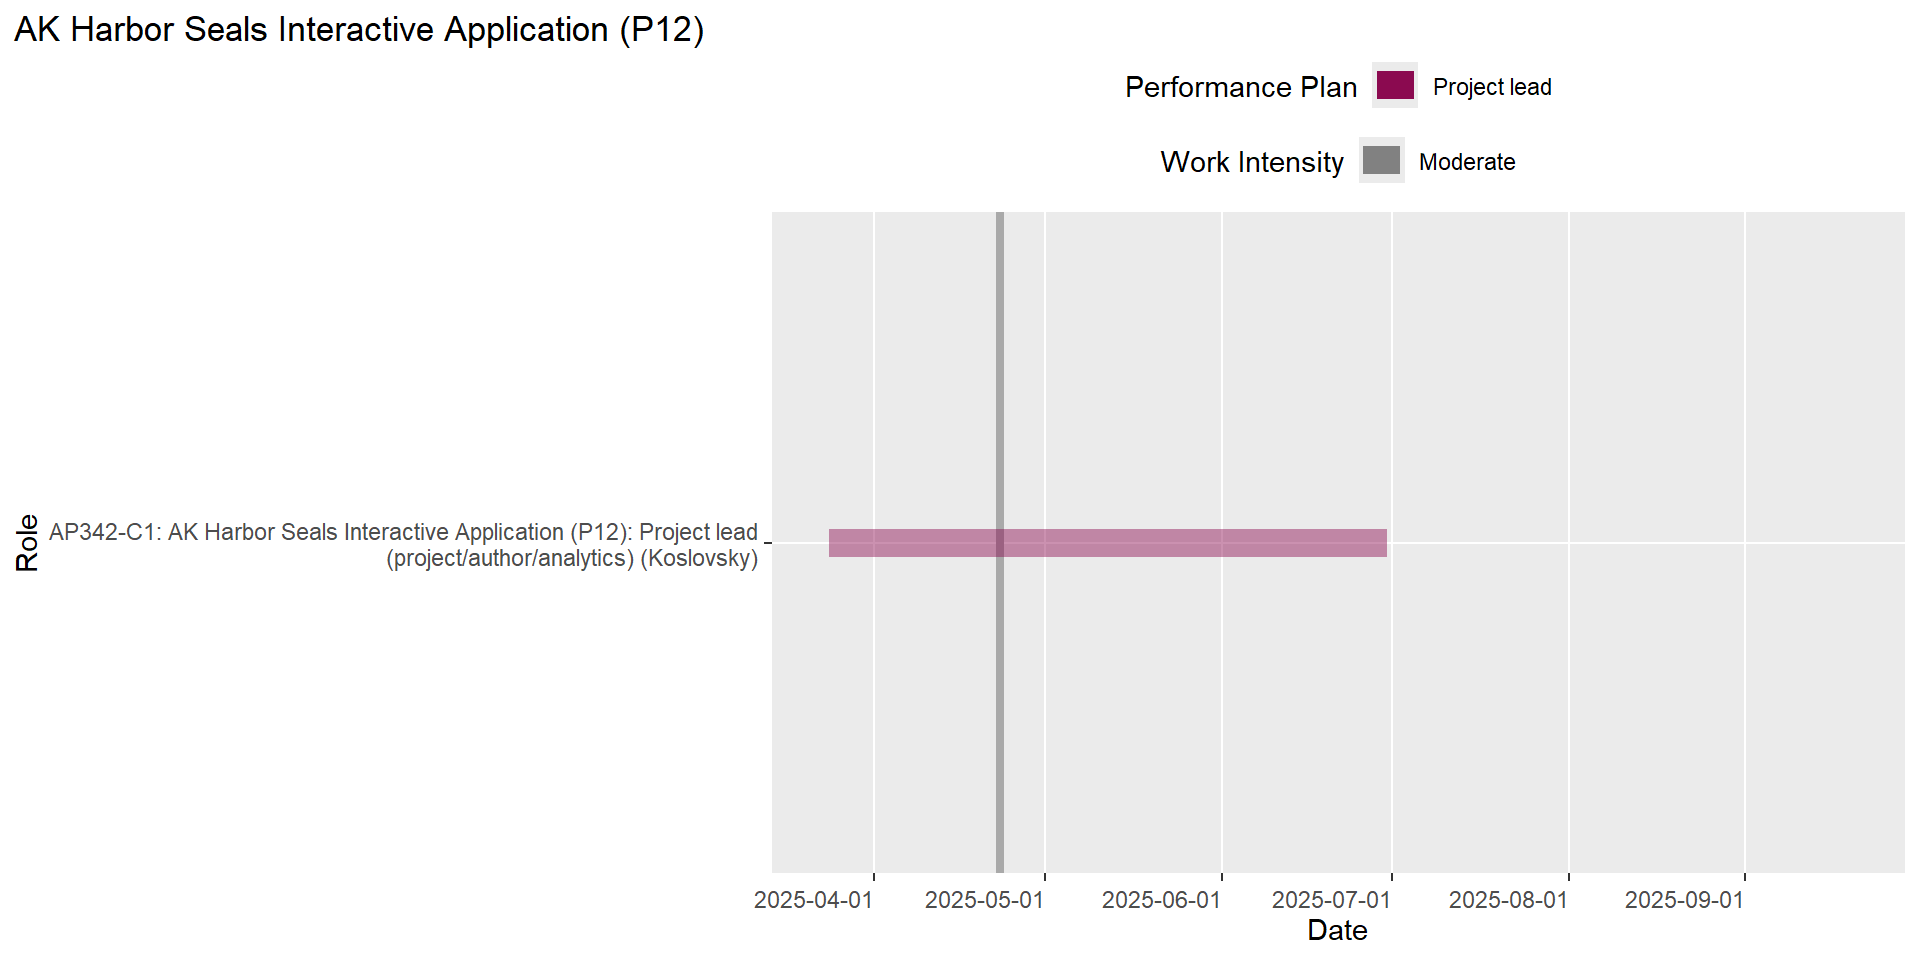 AK Harbor Seals Interactive Application (P12)
Performance Plan
Project lead
Work Intensity
Moderate
Role
AP342-C1: AK Harbor Seals Interactive Application (P12): Project lead
(project/author/analytics) (Koslovsky)
2025-04-01
2025-05-01
2025-06-01
2025-07-01
2025-08-01
2025-09-01
Date